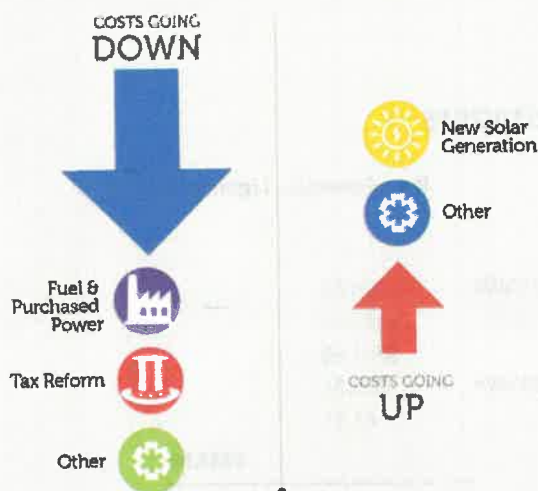 COSTS GOING
DOWN
Fuel &
Purchased
Power
Tax Reform
Other
New Solar
Generation
Other
COSTS GOING
UP